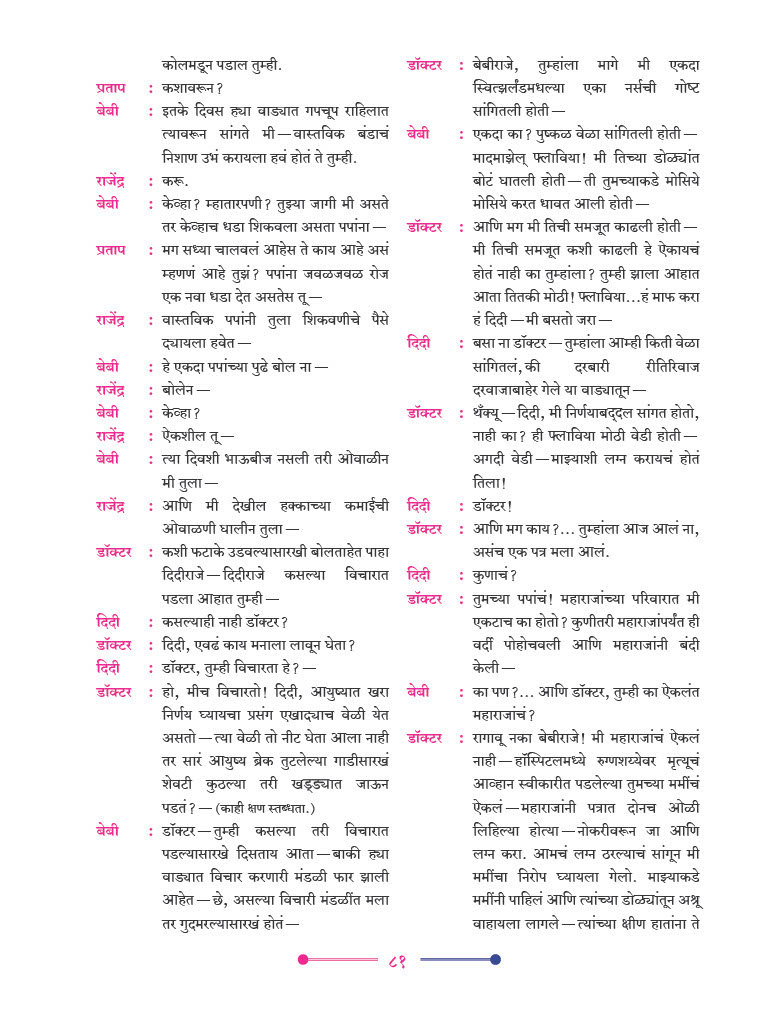 कोलमडून पडाल तुम्ही.
प्रताप : कशावरून?
बेबी : इतके दिवस ह्या वाड्यात गपचूप राहिलात
त्यावरून सांगते मी — वास्तविक बंडाचं
निशाण उभं करायला हवं होतं ते तुम्ही.
राजेंद्र : करू.
बेबी : केव्हा? म्हातारपणी? तुझ्या जागी मी असते
तर केव्हाच धडा शिकवला असता पपांना —
प्रताप : मग सध्या चालवलं आहेस ते काय आहे असं
म्हणणं आहे तुझं? पपांना जवळजवळ रोज
एक नवा धडा देत असतेस तू —
राजेंद्र : वास्तविक पपांनी तुला शिकवणीचे पैसे
द्यायला हवेत —
बेबी : हे एकदा पपांच्या पुढे बोल ना —
राजेंद्र : बोलेन —
बेबी : केव्हा?
राजेंद्र : ऐकशील तू —
बेबी : त्या दिवशी भाऊबीज नसली तरी ओवाळीन
मी तुला —
राजेंद्र : आणि मी देखील हक्काच्या कमाईची
ओवाळणी घालीन तुला —
डॉक्टर : कशी फटाके उडवल्यासारखी बोलताहेत पाहा
दिदीराजे — दिदीराजे कसल्या विचारात
पडला आहात तुम्ही —
दिदी : कसल्याही नाही डॉक्टर?
डॉक्टर : दिदी, एवढं काय मनाला लावून घेता?
दिदी : डॉक्टर, तुम्ही विचारता हे? —
डॉक्टर : हो, मीच विचारतो! दिदी, आयुष्यात खरा
निर्णय घ्यायचा प्रसंग एखाद्याच वेळी येत
असतो — त्या वेळी तो नीट घेता आला नाही
तर सारं आयुष्य ब्रेक तुटलेल्या गाडीसारखं
शेवटी कुठल्या तरी खड्ड्यात जाऊन
पडतं? — (काही क्षण स्तब्धता.)
बेबी : डॉक्टर — तुम्ही कसल्या तरी विचारात
पडल्यासारखे दिसताय आता — बाकी ह्या
वाड्यात विचार करणारी मंडळी फार झाली
आहेत — छे, असल्या विचारी मंडळींत मला
तर गुदमरल्यासारखं होतं —
डॉक्टर : बेबीराजे, तुम्हांला मागे मी एकदा
स्वित्झर्लंडमधल्या एका नर्सची गोष्ट
सांगितली होती —
बेबी : एकदा का? पुष्कळ वेळा सांगितली होती —
मादमाझेल् फ्लाविया! मी तिच्या डोळ्यांत
बोटं घातली होती — ती तुमच्याकडे मोसिये
मोसिये करत धावत आली होती —
डॉक्टर : आणि मग मी तिची समजूत काढली होती —
मी तिची समजूत कशी काढली हे ऐकायचं
होतं नाही का तुम्हांला? तुम्ही झाला आहात
आता तितकी मोठी! फ्लाविया...हं माफ करा
हं दिदी — मी बसतो जरा —
दिदी : बसा ना डॉक्टर — तुम्हांला आम्ही किती वेळा
सांगितलं, की दरबारी रीतिरिवाज
दरवाजाबाहेर गेले या वाड्यातून —
डॉक्टर : थँक्यू — दिदी, मी निर्णयाबद्दल सांगत होतो,
नाही का? ही फ्लाविया मोठी वेडी होती —
अगदी वेडी — माझ्याशी लग्न करायचं होतं
तिला!
दिदी : डॉक्टर!
डॉक्टर : आणि मग काय?... तुम्हांला आज आलं ना,
असंच एक पत्र मला आलं.
दिदी : कुणाचं?
डॉक्टर : तुमच्या पपांचं! महाराजांच्या परिवारात मी
एकटाच का होतो? कुणीतरी महाराजांपर्यंत ही
वर्दी पोहोचवली आणि महाराजांनी बंदी
केली —
बेबी : का पण?... आणि डॉक्टर, तुम्ही का ऐकलंत
महाराजांचं?
डॉक्टर : रागावू नका बेबीराजे! मी महाराजांचं ऐकलं
नाही — हॉस्पिटलमध्ये रुग्णशय्येवर मृत्यूचं
आव्हान स्वीकारीत पडलेल्या तुमच्या ममींचं
ऐकलं — महाराजांनी पत्रात दोनच ओळी
लिहिल्या होत्या — नोकरीवरून जा आणि
लग्न करा. आमचं लग्न ठरल्याचं सांगून मी
ममींचा निरोप घ्यायला गेलो. माझ्याकडे
ममींनी पाहिलं आणि त्यांच्या डोळ्यांतून अश्रू
वाहायला लागले — त्यांच्या क्षीण हातांना ते
८१